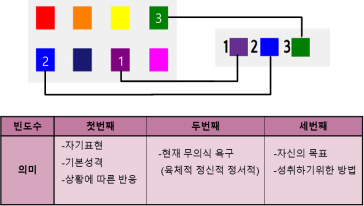 3
1 2 3
2 1
빈도수 첫번째 두번째 세번째
의미
-자기표현
-기본성격
-상황에 따른 반응
-현재 무의식 욕구
(육체적 정신적 정서적)
-자신의 목표
-성취하기위한 방법